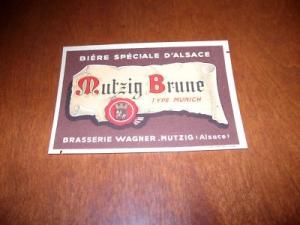 BIÈRE SPÉCIALE D'ALSACE
Mutzig Brune
TYPE MUNICH
BRASSERIE WAGNER.MUTZIG (Alsace)